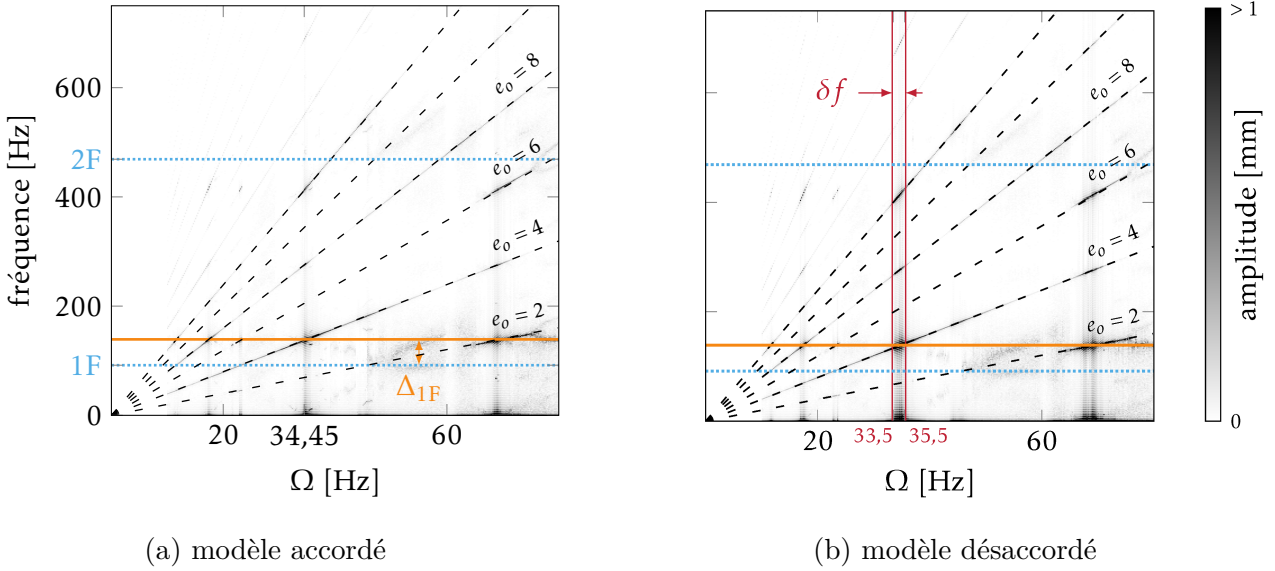 fréquence [Hz]
600
2F
400
200
1F
0
e₀ = 8
e₀ = 6
e₀ = 4
e₀ = 2
Δ1F
20
34,45
60
Ω [Hz]
(a) modèle accordé
δf
e₀ = 8
e₀ = 6
e₀ = 4
e₀ = 2
20
33,5
35,5
60
Ω [Hz]
(b) modèle désaccordé
> 1
amplitude [mm]
0